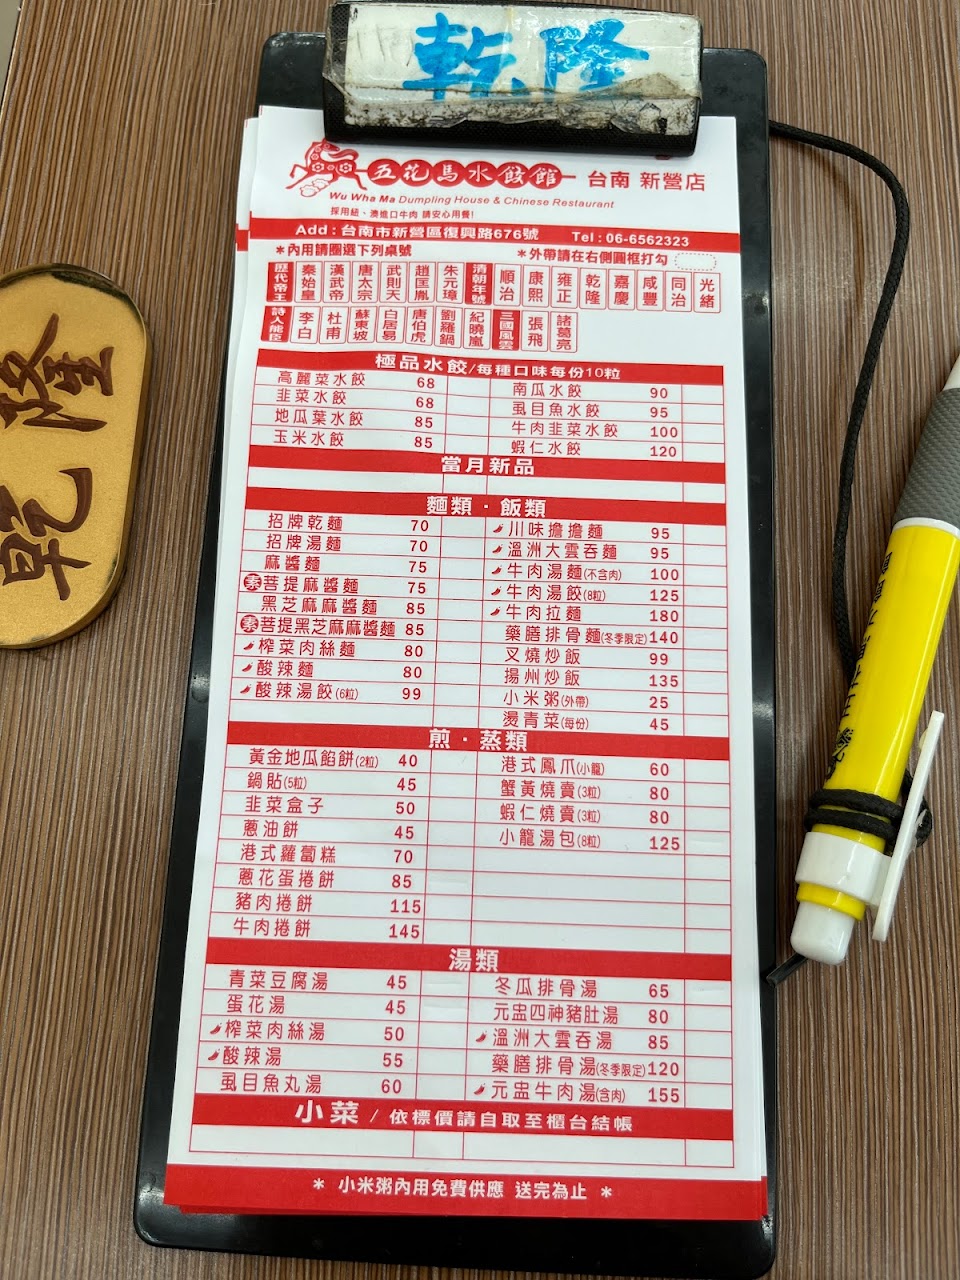 乾隆
五花馬水餃館 台南 新營店
Wu Wha Ma Dumpling House & Chinese Restaurant
採用紐、澳進口牛肉 請安心用餐!
Add : 台南市新營區復興路676號 Tel : 06-6562323
*內用請圈選下列桌號 *外帶請在右側圓框打勾
歷代帝王 秦始皇 漢武帝 唐太宗 武則天 趙匡胤 朱元璋 清朝年號 順治 康熙 雍正 乾隆 嘉慶 咸豐 同治 光緒
詩人能臣 李白 杜甫 蘇東坡 白居易 唐伯虎 劉羅鍋 紀曉嵐 三國風雲 張飛 諸葛亮
極品水餃/每種口味每份10粒
高麗菜水餃 68 南瓜水餃 90
韭菜水餃 68 虱目魚水餃 95
地瓜葉水餃 85 牛肉韭菜水餃 100
玉米水餃 85 蝦仁水餃 120
當月新品
麵類·飯類
招牌乾麵 70 川味擔擔麵 95
招牌湯麵 70 溫洲大雲吞麵 95
麻醬麵 75 牛肉湯麵(不含肉) 100
素菩提麻醬麵 75 牛肉湯餃(8粒) 125
黑芝麻麻醬麵 85 牛肉拉麵 180
素菩提黑芝麻麻醬麵 85 藥膳排骨麵(冬季限定) 140
榨菜肉絲麵 80 叉燒炒飯 99
酸辣麵 80 揚州炒飯 135
酸辣湯餃(6粒) 99 小米粥(外帶) 25
燙青菜(每份) 45
煎·蒸類
黃金地瓜餡餅(2粒) 40 港式鳳爪(小籠) 60
鍋貼(5粒) 45 蟹黃燒賣(3粒) 80
韭菜盒子 50 蝦仁燒賣(3粒) 80
蔥油餅 45 小籠湯包(8粒) 125
港式蘿蔔糕 70
蔥花蛋捲餅 85
豬肉捲餅 115
牛肉捲餅 145
湯類
青菜豆腐湯 45 冬瓜排骨湯 65
蛋花湯 45 元盅四神豬肚湯 80
榨菜肉絲湯 50 溫洲大雲吞湯 85
酸辣湯 55 藥膳排骨湯(冬季限定) 120
虱目魚丸湯 60 元盅牛肉湯(含肉) 155
小菜 / 依標價請自取至櫃台結帳
* 小米粥內用免費供應 送完為止 *
乾隆